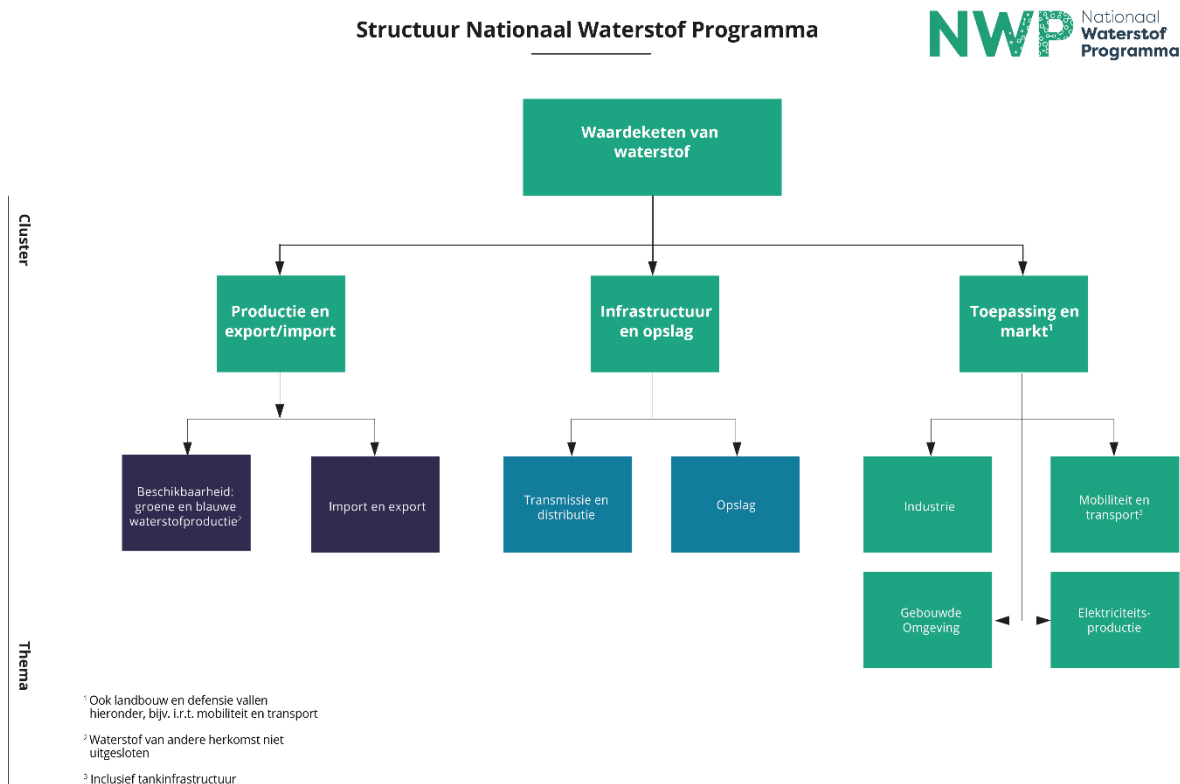 Structuur Nationaal Waterstof Programma
NWP
Nationaal
Waterstof
Programma
Waardeketen van
waterstof
Cluster
Productie en
export/import
Infrastructuur
en opslag
Toepassing en
markt¹
Beschikbaarheid:
groene en blauwe
waterstofproductie²
Import en export
Transmissie en
distributie
Opslag
Industrie
Mobiliteit en
transport³
Gebouwde
Omgeving
Elektriciteits-
productie
Thema
¹ Ook landbouw en defensie vallen
hieronder, bijv. i.r.t. mobiliteit en transport
² Waterstof van andere herkomst niet
uitgesloten
³ Inclusief tankinfrastructuur